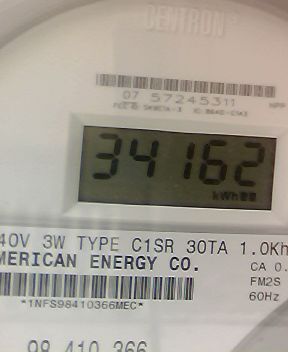 CENTRON®
07 57245311
NPP
34162
kWh
40V 3W TYPE C1SR 30TA 1.0Kh
MERICAN ENERGY CO.
CA 0.
FM2S
60Hz
*1NFS98410366MEC*
98 410 366